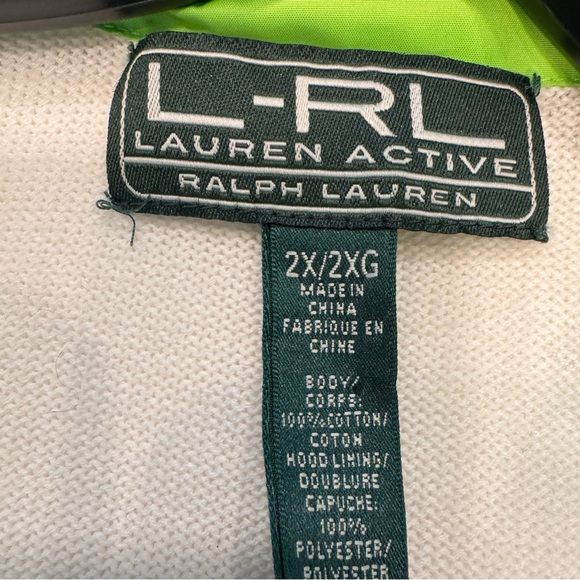 L-RL
LAUREN ACTIVE
RALPH LAUREN
2X/2XG
MADE IN
CHINA
FABRIQUE EN
CHINE
BODY/
CORPS:
100%COTTON/
COTON
HOOD LINING/
DOUBLURE
CAPUCHE:
100%
POLYESTER/
POLYESTER